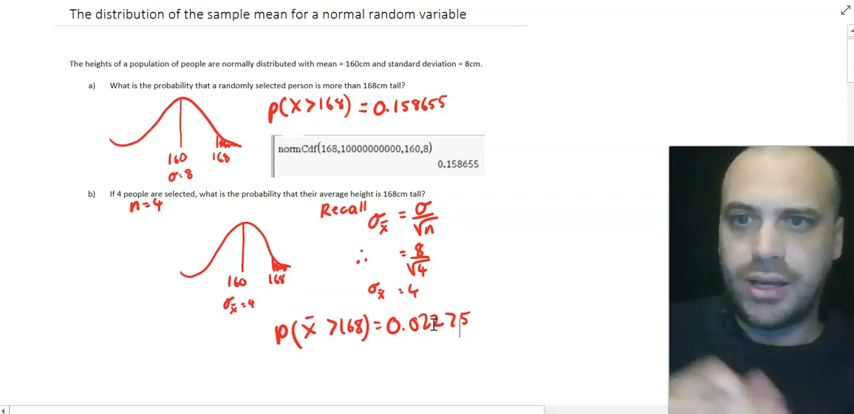 The distribution of the sample mean for a normal random variable
The heights of a population of people are normally distributed with mean = 160cm and standard deviation = 8cm.
a) What is the probability that a randomly selected person is more than 168cm tall?
P(X>168) = 0.158655
160
168
σ=8
normCdf(168,10000000000,160,8)
0.158655
b) If 4 people are selected, what is the probability that their average height is 168cm tall?
n=4
Recall σx̄ = σ/√n
∴ = 8/√4
σx̄ = 4
160
168
σx̄=4
P(x̄ >168) = 0.02275